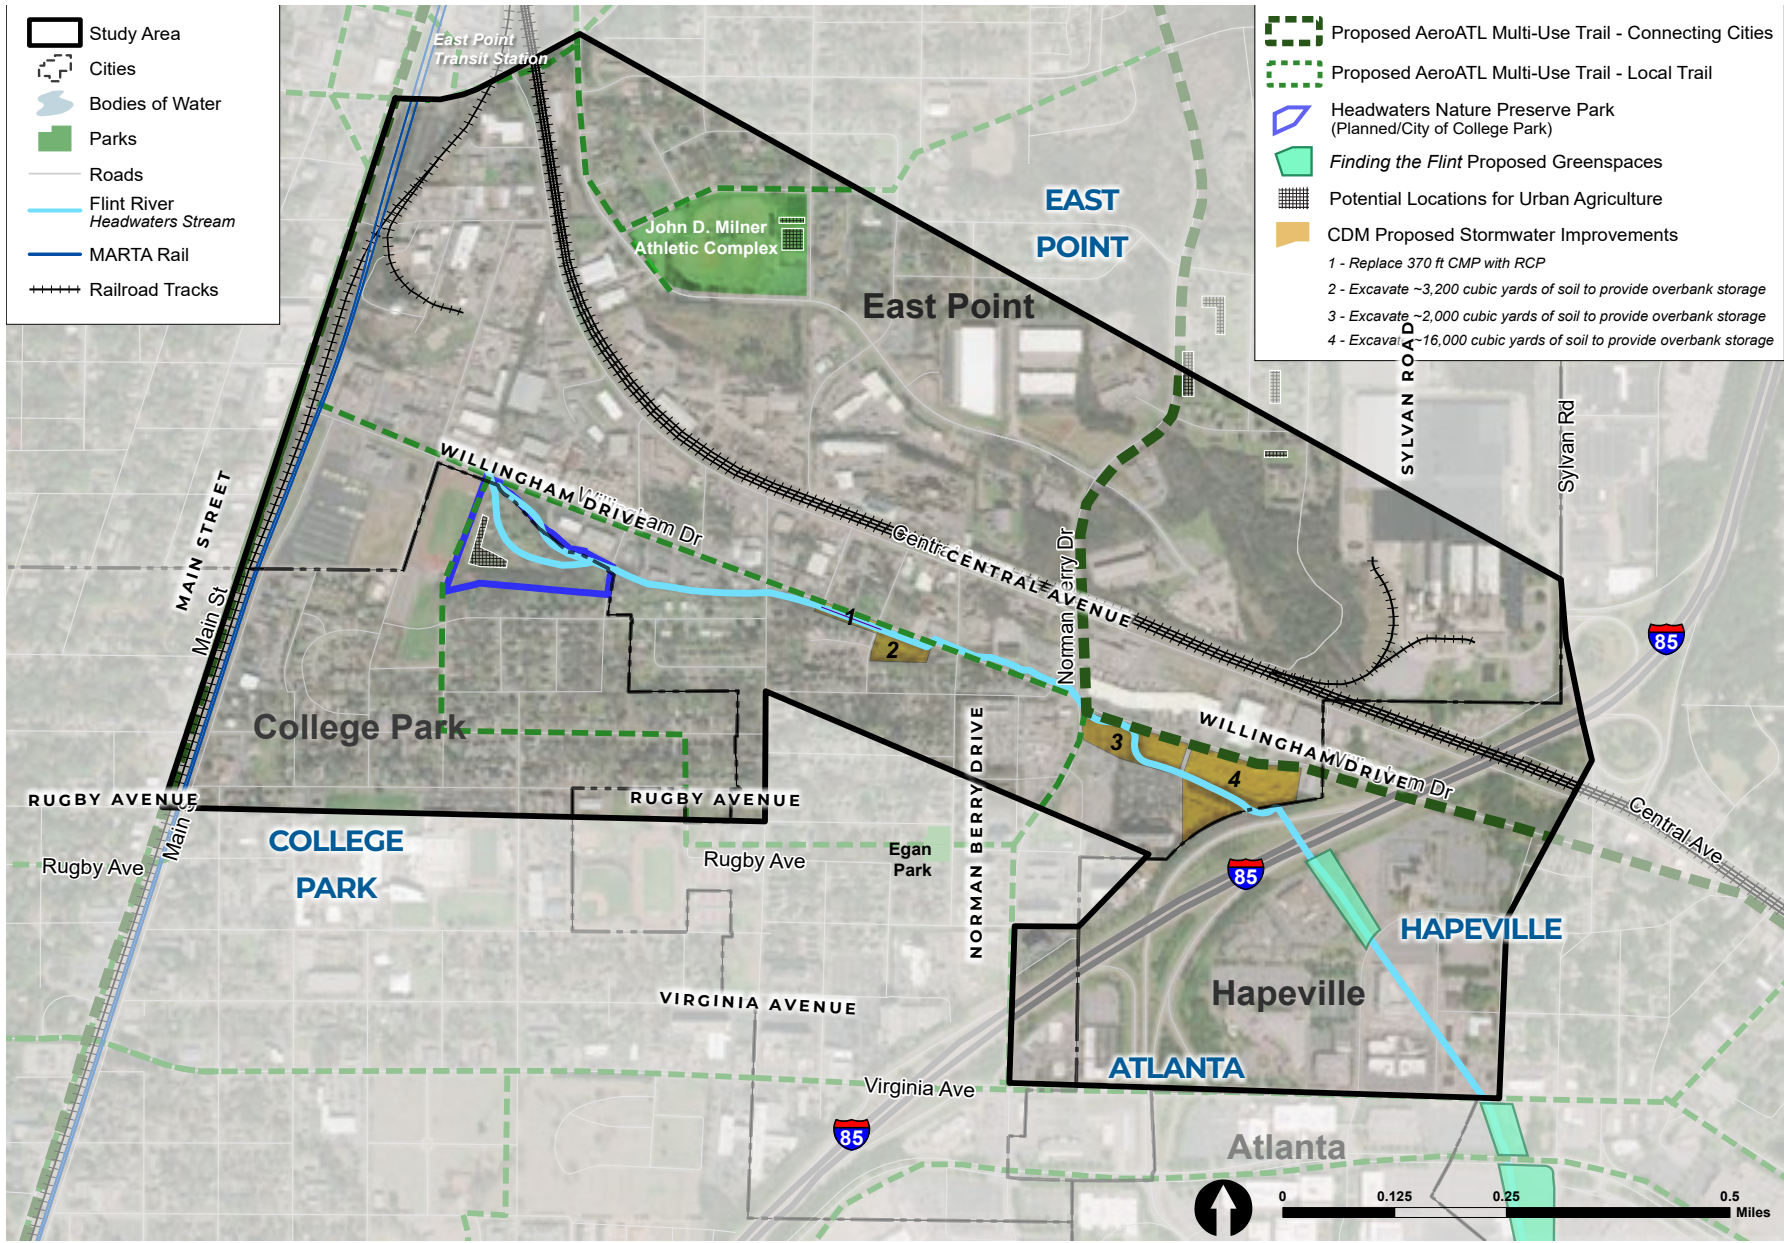 Study Area
Cities
Bodies of Water
Parks
Roads
Flint River
Headwaters Stream
MARTA Rail
Railroad Tracks
Proposed AeroATL Multi-Use Trail - Connecting Cities
Proposed AeroATL Multi-Use Trail - Local Trail
Headwaters Nature Preserve Park
(Planned/City of College Park)
Finding the Flint Proposed Greenspaces
Potential Locations for Urban Agriculture
CDM Proposed Stormwater Improvements
1 - Replace 370 ft CMP with RCP
2 - Excavate ~3,200 cubic yards of soil to provide overbank storage
3 - Excavate ~2,000 cubic yards of soil to provide overbank storage
4 - Excavat ~16,000 cubic yards of soil to provide overbank storage
East Point
Transit Station
John D. Milner
Athletic Complex
EAST
POINT
East Point
SYLVAN ROAD
Sylvan Rd
MAIN STREET
Main St
WILLINGHAM DRIVE
Willingham Dr
Central
CENTRAL AVENUE
Norman Berry Dr
1
2
3
4
85
College Park
WILLINGHAM DRIVE
Willingham Dr
NORMAN BERRY DRIVE
RUGBY AVENUE
RUGBY AVENUE
Main St
COLLEGE
PARK
Rugby Ave
Rugby Ave
Egan
Park
Central Ave
85
HAPEVILLE
Hapeville
VIRGINIA AVENUE
ATLANTA
Virginia Ave
85
Atlanta
0 0.125 0.25 0.5
Miles